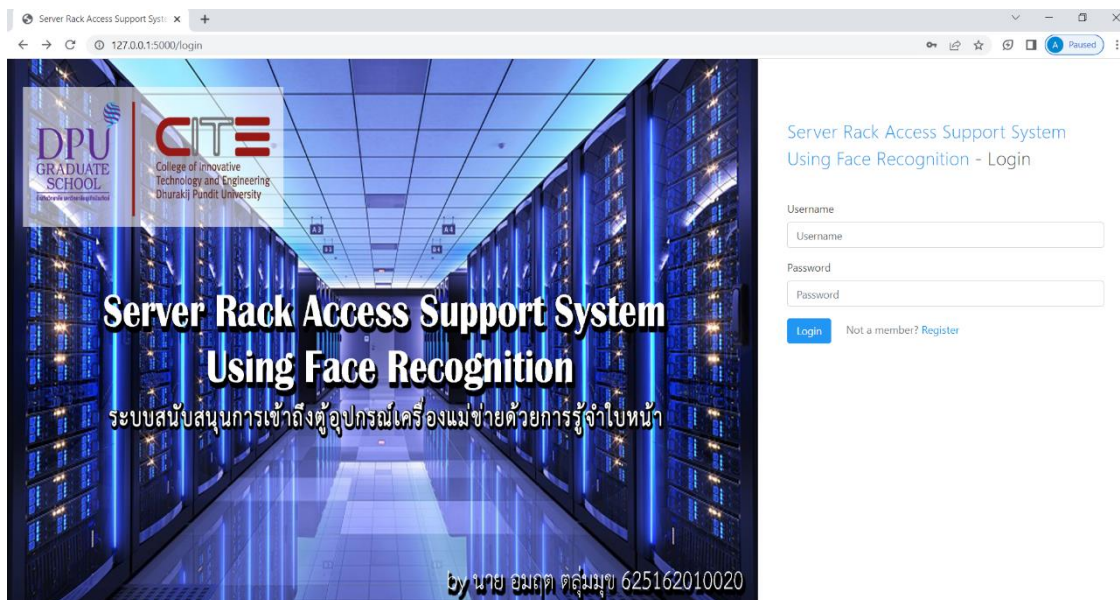 Server Rack Access Support Syste
127.0.0.1:5000/login
A Paused
DPU
GRADUATE
SCHOOL
CITE
College of innovative
Technology and Engineering
Dhurakij Pundit University
A3
A4
Server Rack Access Support System
Using Face Recognition
ระบบสนับสนุนการเข้าถึงตู้อุปกรณ์เครื่องแม่ข่ายด้วยการรู้จำใบหน้า
by นาย อมฤต ตลุ่มมุข 625162010020
Server Rack Access Support System
Using Face Recognition - Login
Username
Username
Password
Password
Login Not a member? Register